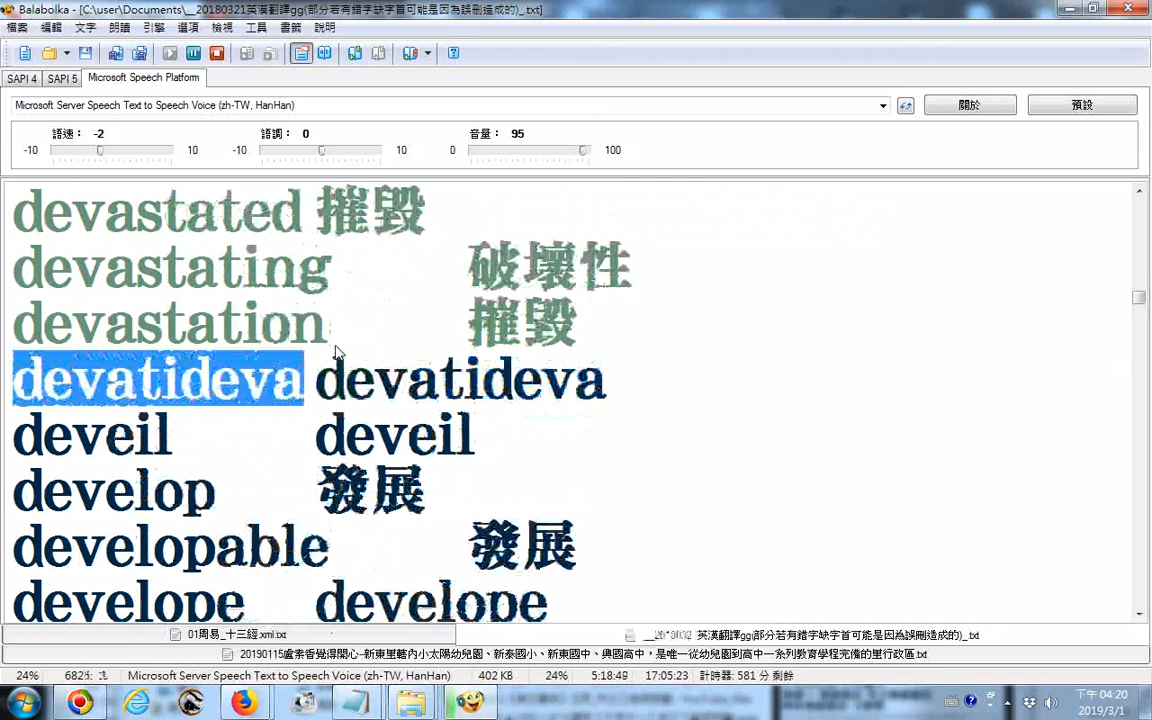 Balabolka - [C:\user\Documents\__20180321英漢翻譯gg(部分若有錯字缺字首可能是因為誤刪造成的)_.txt]
檔案 編輯 文字 朗讀 引擎 選項 檢視 工具 書籤 說明
SAPI 4 SAPI 5 Microsoft Speech Platform
Microsoft Server Speech Text to Speech Voice (zh-TW, HanHan) 關於 預設
語速： -2 語調： 0 音量： 95
-10 10 -10 10 0 100
devastated 摧毀
devastating 破壞性
devastation 摧毀
devatideva devatideva
deveil deveil
develop 發展
developable 發展
develope develope
01周易_十三經.xml.txt 英漢翻譯gg(部分若有錯字缺字首可能是因為誤刪造成的)_.txt
20190115盧素香覺得開心-新東里轄內小太陽幼兒園、新泰國小、新東國中、興國高中，是唯一從幼兒園到高中一系列教育學程完備的里行政區.txt
24% Microsoft Server Speech Text to Speech Voice (zh-TW, HanHan) 402 KB 24% 5:18:49 17:05:23 計時器: 581 分 剩餘
下午 04:20
2019/3/1